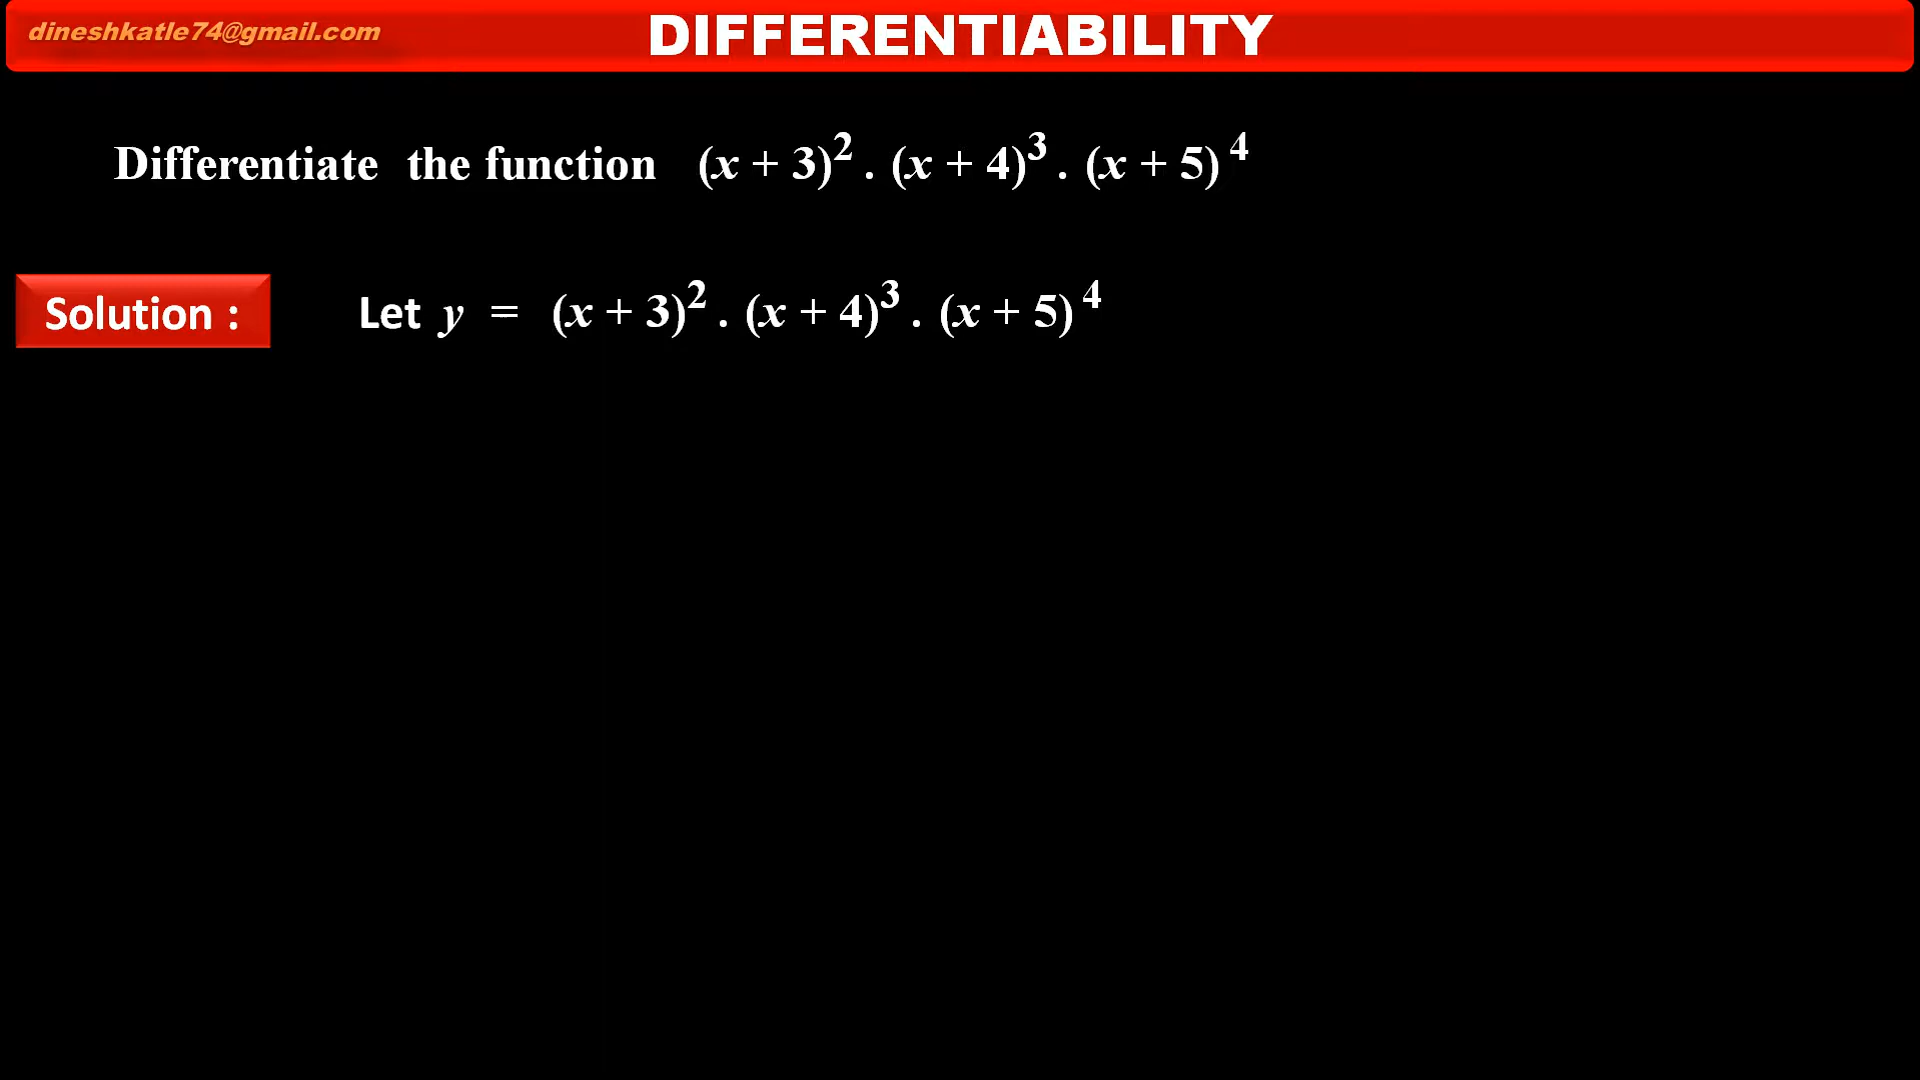 dineshkatle74@gmail.com
DIFFERENTIABILITY
Differentiate the function (x + 3)² . (x + 4)³ . (x + 5)⁴
Solution : Let y = (x + 3)² . (x + 4)³ . (x + 5)⁴